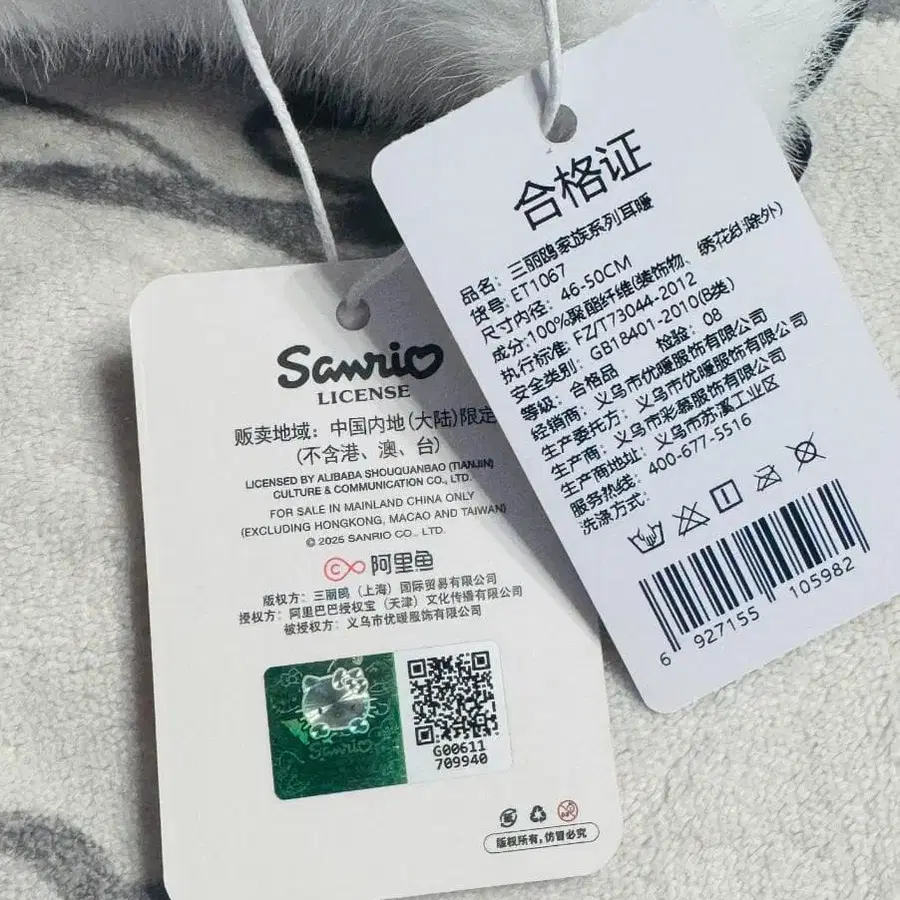 Sanrio
LICENSE
贩卖地域：中国内地(大陆)限定
(不含港、澳、台)
LICENSED BY ALIBABA SHOUQUANBAO (TIANJIN)
CULTURE & COMMUNICATION CO., LTD.
FOR SALE IN MAINLAND CHINA ONLY
(EXCLUDING HONGKONG, MACAO AND TAIWAN)
© 2025 SANRIO CO., LTD.
阿里鱼
版权方：三丽鸥（上海）国际贸易有限公司
授权方：阿里巴巴授权宝（天津）文化传播有限公司
被授权方：义乌市优暖服饰有限公司
Sanrio
G00611
709940
版权所有,仿冒必究
合格证
品名：三丽鸥家族系列耳暖
货号：ET1067
尺寸内径：46-50CM
成分:100%聚酯纤维(装饰物、绣花线除外)
执行标准：FZ/T73044-2012
安全类别：GB18401-2010(B类)
等级：合格品 检验：08
经销商：义乌市优暖服饰有限公司
生产委托方：义乌市优暖服饰有限公司
生产商：义乌市彩慕服饰有限公司
生产商地址：义乌市苏溪工业区
服务热线：400-677-5516
洗涤方式：
6 927155 105982